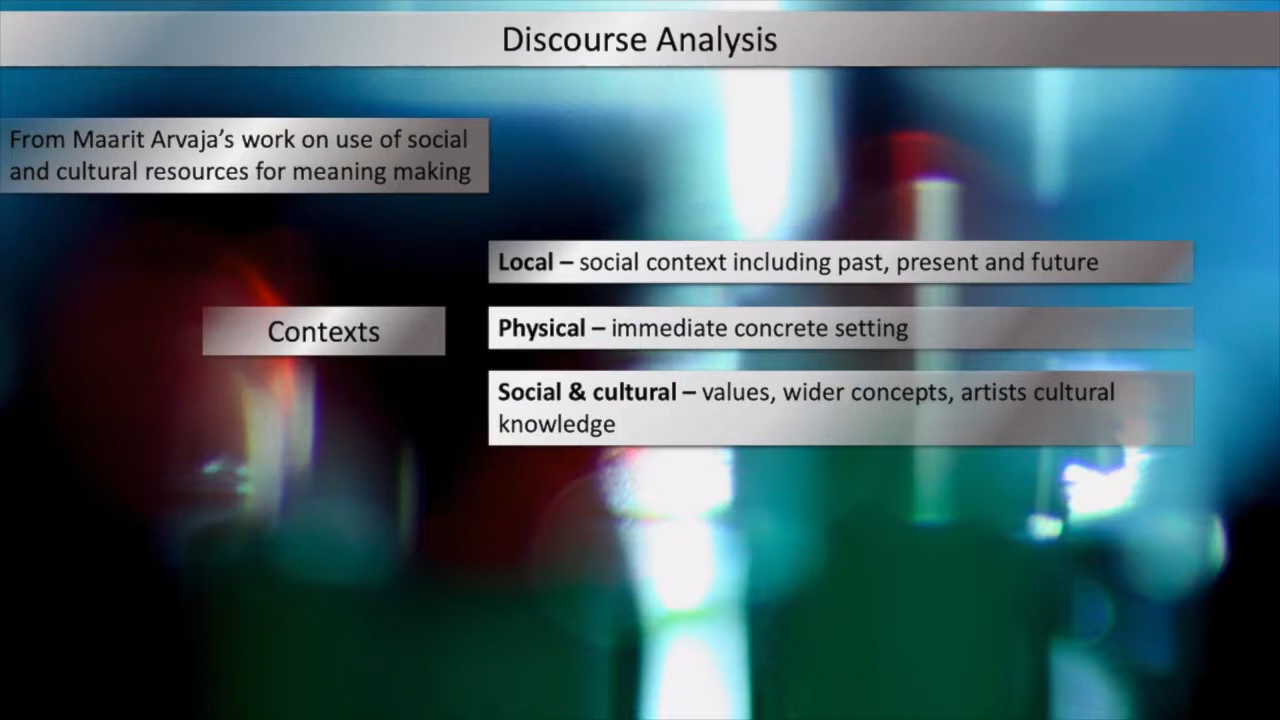 Discourse Analysis
From Maarit Arvaja’s work on use of social
and cultural resources for meaning making
Contexts
Local – social context including past, present and future
Physical – immediate concrete setting
Social & cultural – values, wider concepts, artists cultural
knowledge